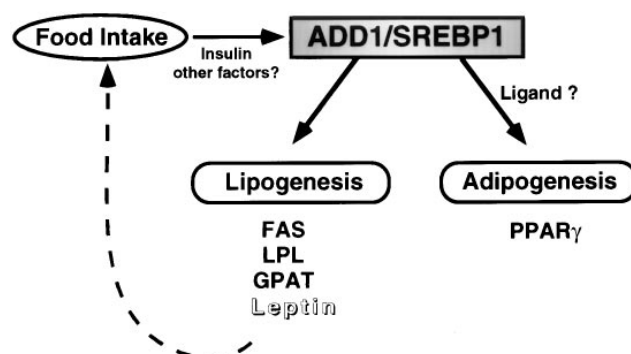 Food Intake
ADD1/SREBP1
Insulin
other factors?
Ligand ?
Lipogenesis
Adipogenesis
FAS
PPARγ
LPL
GPAT
Leptin